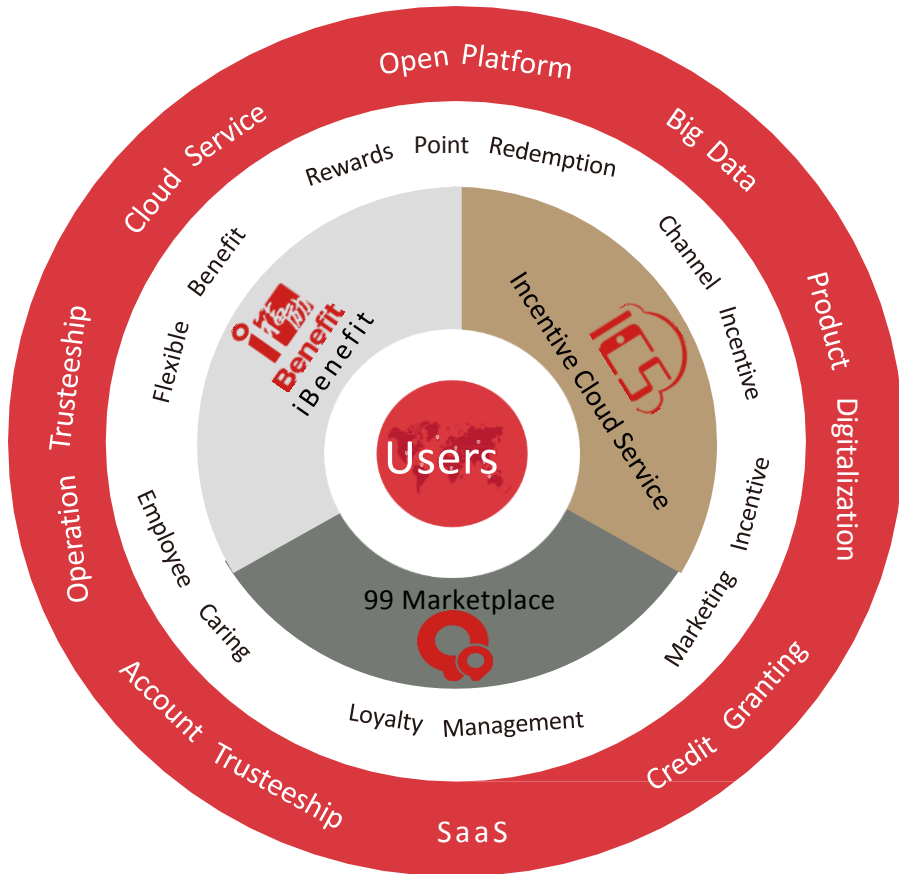 Open Platform
Big Data
Product Digitalization
Credit Granting
SaaS
Account Trusteeship
Operation Trusteeship
Cloud Service
Rewards Point Redemption
Channel Incentive
Marketing Incentive
Loyalty Management
Employee Caring
Flexible Benefit
i
Benefit
iBenefit
Incentive Cloud Service
ICS
99 Marketplace
Users